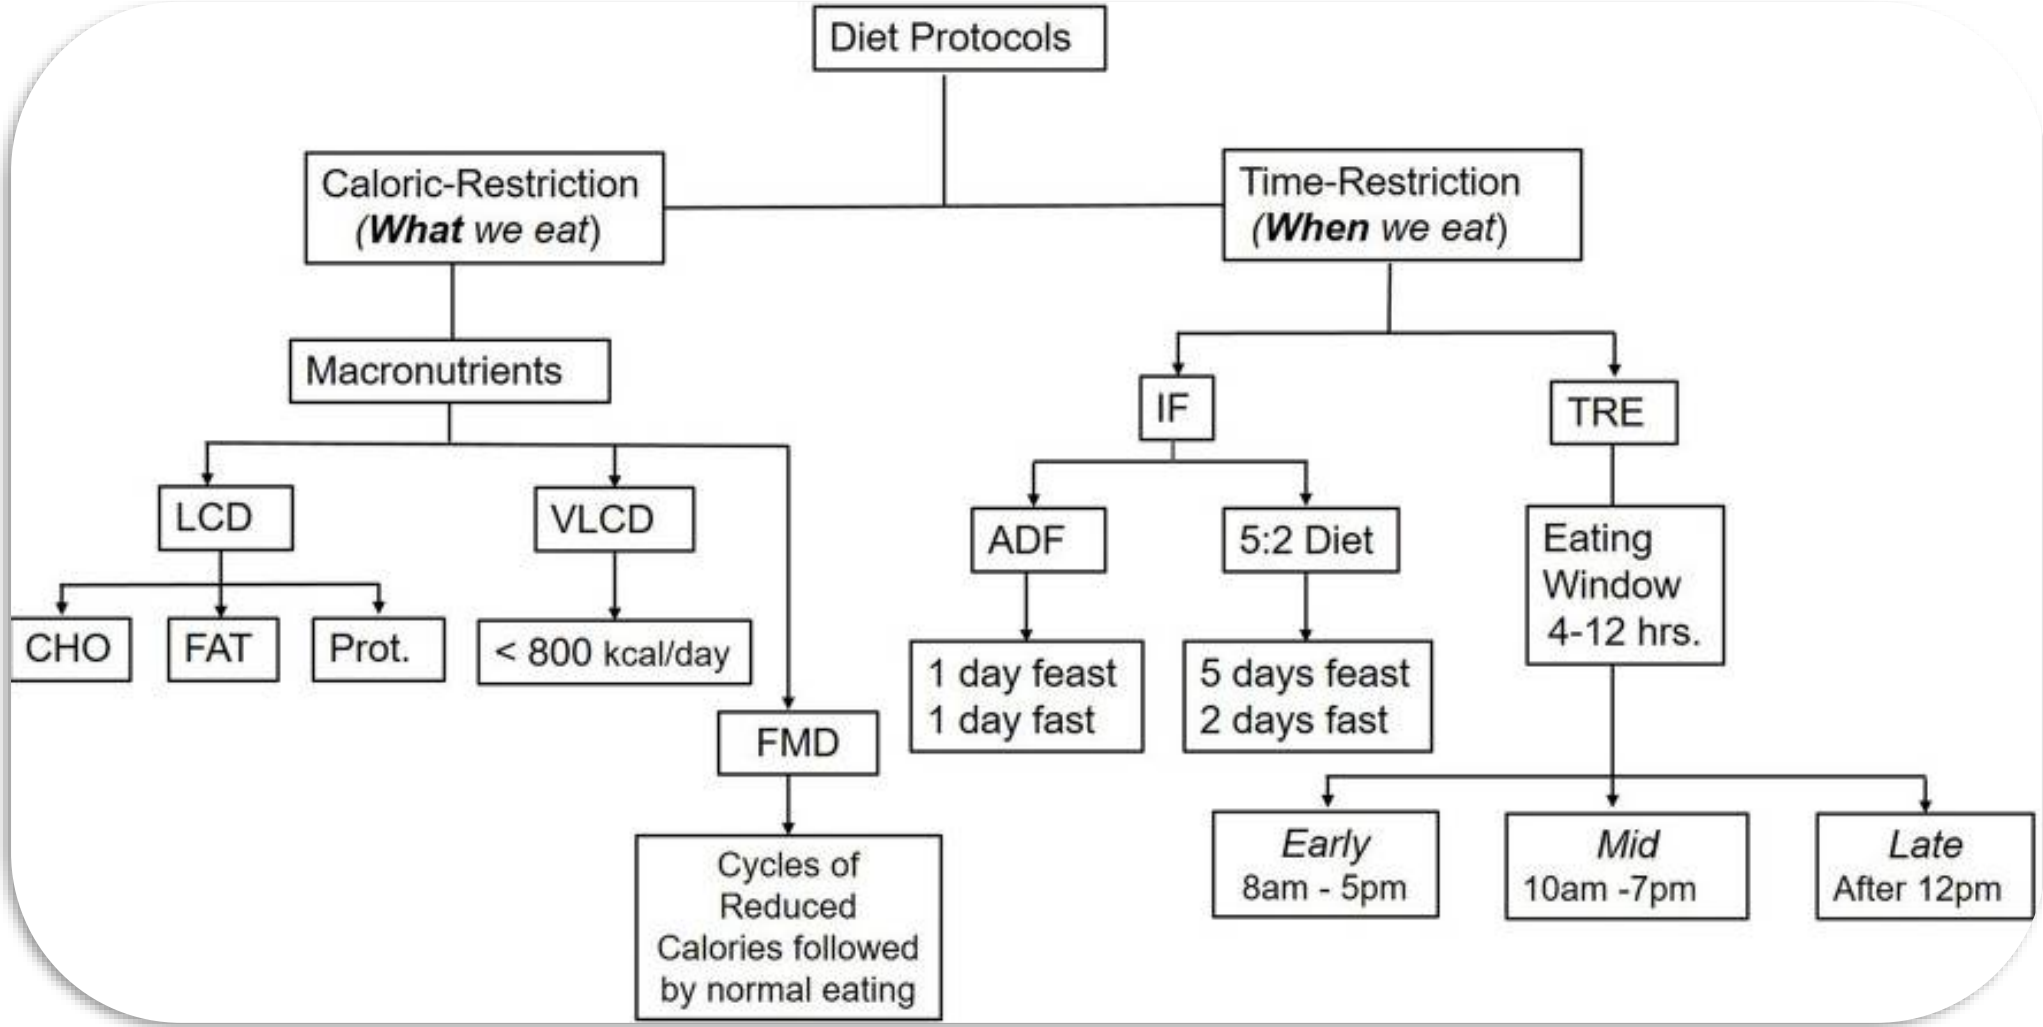 Diet Protocols
Caloric-Restriction
(What we eat)
Time-Restriction
(When we eat)
Macronutrients
IF
TRE
LCD
VLCD
ADF
5:2 Diet
Eating
Window
4-12 hrs.
CHO
FAT
Prot.
< 800 kcal/day
1 day feast
1 day fast
5 days feast
2 days fast
FMD
Early
8am - 5pm
Mid
10am -7pm
Late
After 12pm
Cycles of
Reduced
Calories followed
by normal eating